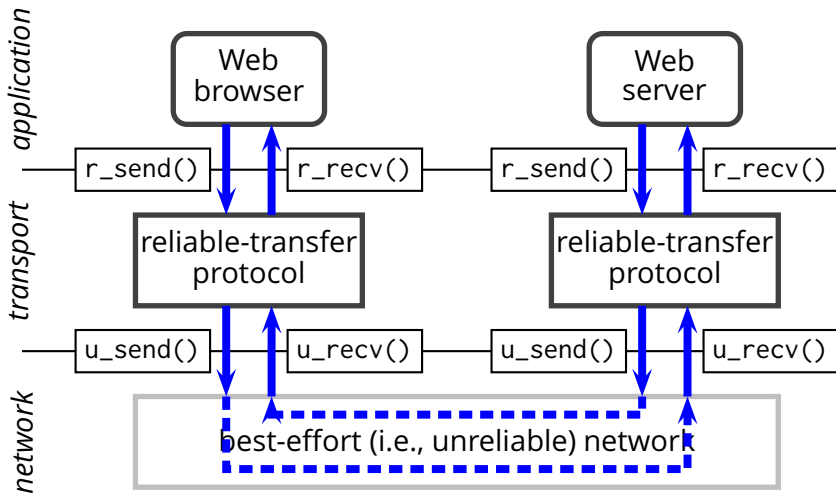 application
Web
browser
Web
server
r_send()
r_recv()
r_send()
r_recv()
transport
reliable-transfer
protocol
reliable-transfer
protocol
u_send()
u_recv()
u_send()
u_recv()
network
best-effort (i.e., unreliable) network